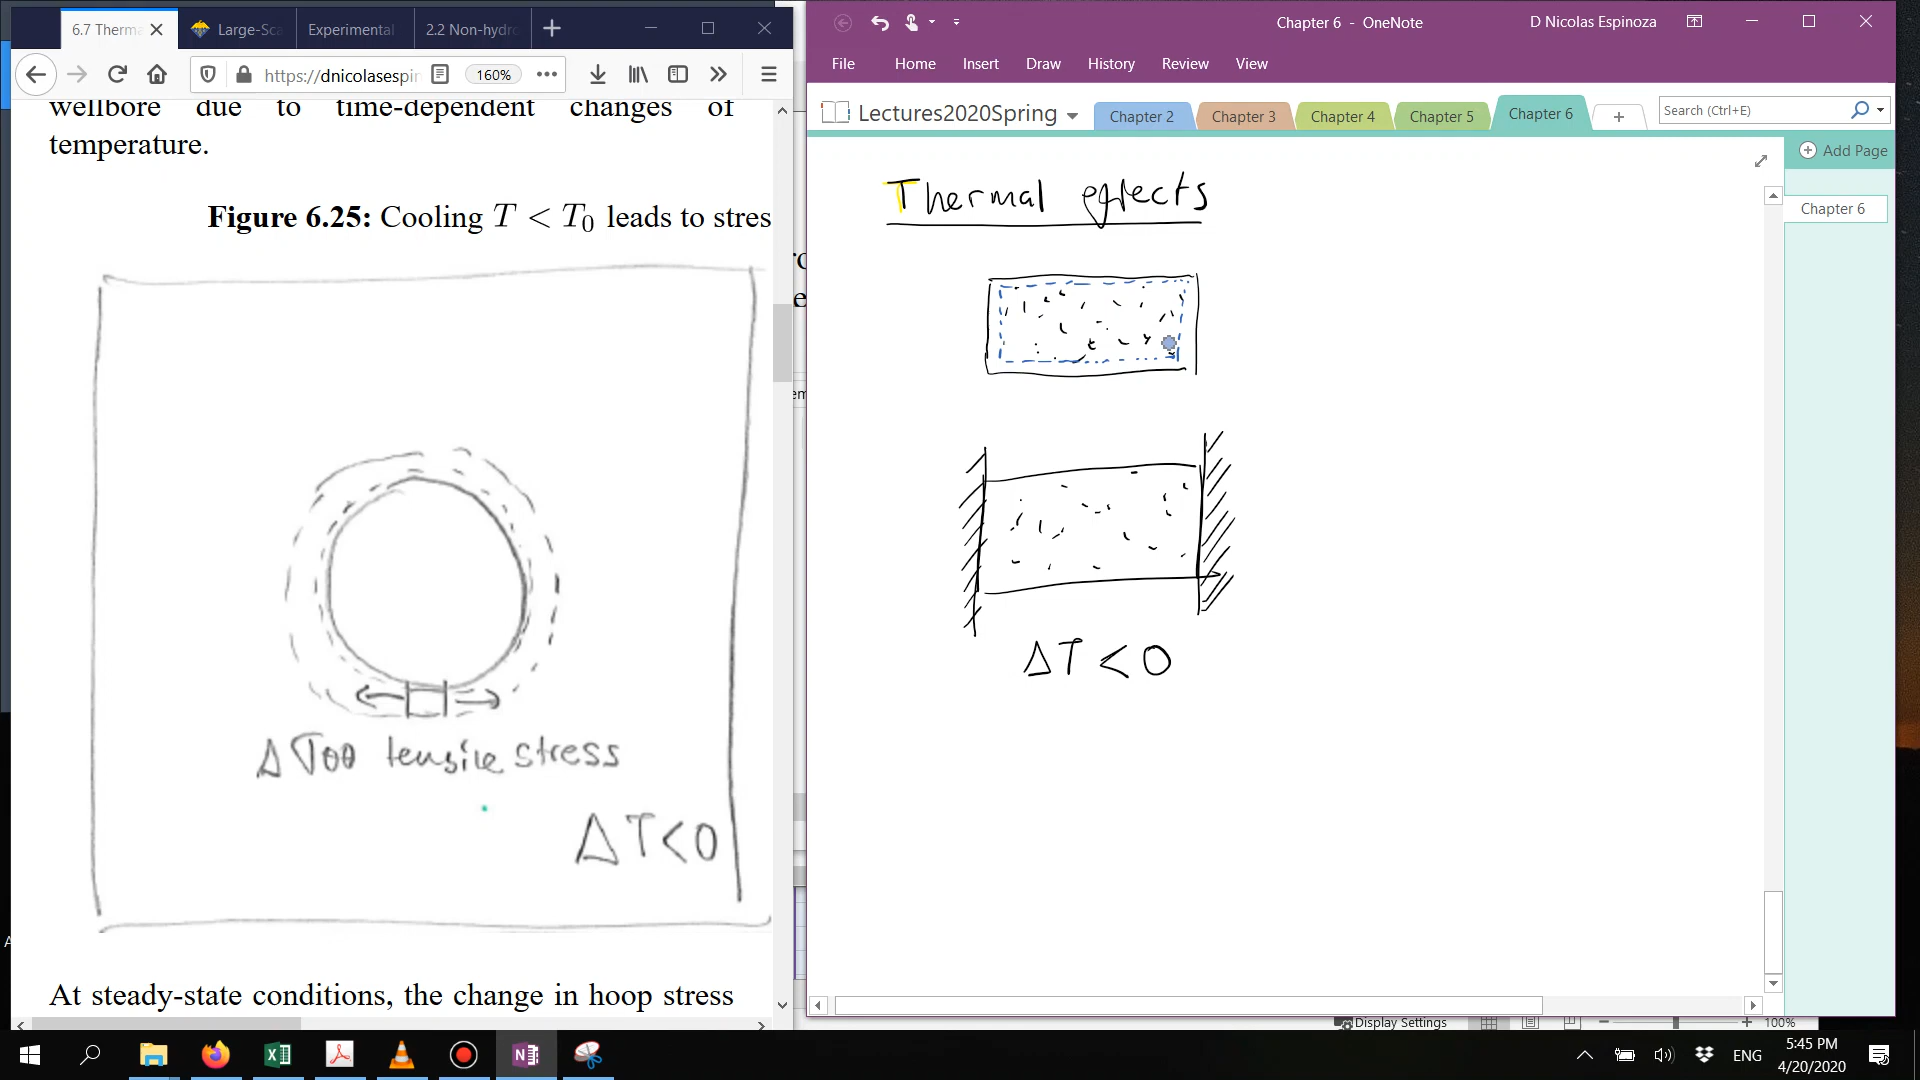 6.7 Therma
Large-Sca
Experimental
2.2 Non-hydro
https://dnicolasespin
160%
wellbore due to time-dependent changes of
temperature.
Figure 6.25: Cooling T < T0 leads to stres
Δσθθ tensile stress
ΔT<0
At steady-state conditions, the change in hoop stress
Chapter 6 - OneNote
D Nicolas Espinoza
File Home Insert Draw History Review View
Lectures2020Spring
Chapter 2
Chapter 3
Chapter 4
Chapter 5
Chapter 6
Search (Ctrl+E)
Add Page
Chapter 6
Thermal effects
ΔT < 0
Display Settings
100%
ENG
5:45 PM
4/20/2020